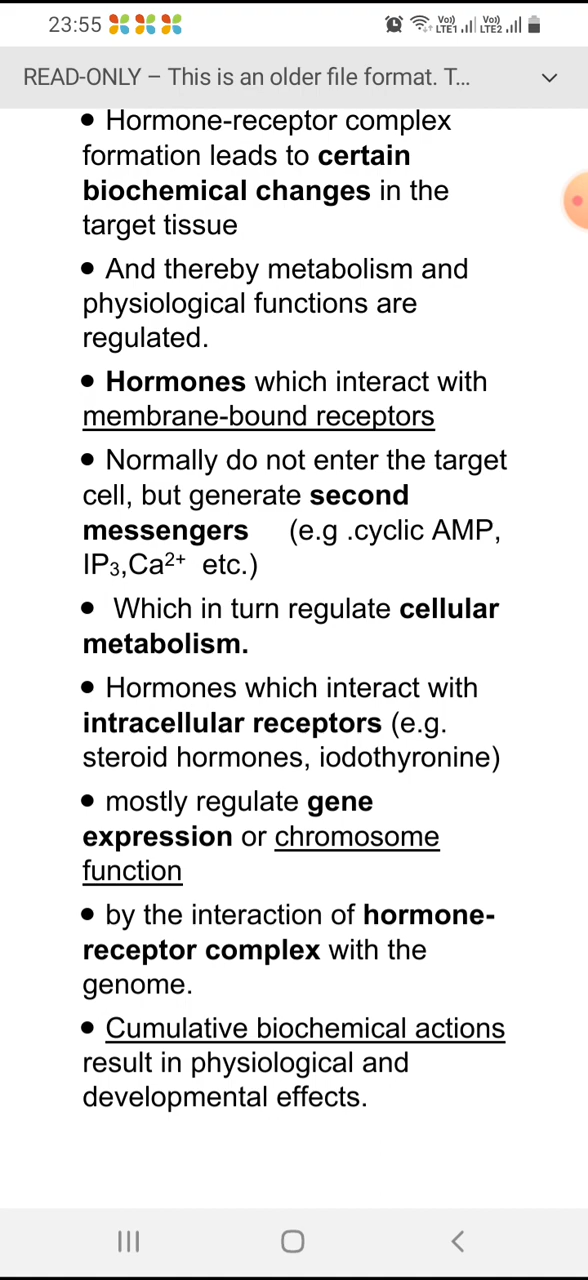 23:55
Vo)) LTE1 Vo)) LTE2
READ-ONLY – This is an older file format. T...
• Hormone-receptor complex
formation leads to certain
biochemical changes in the
target tissue
• And thereby metabolism and
physiological functions are
regulated.
• Hormones which interact with
membrane-bound receptors
• Normally do not enter the target
cell, but generate second
messengers (e.g .cyclic AMP,
IP3,Ca2+ etc.)
• Which in turn regulate cellular
metabolism.
• Hormones which interact with
intracellular receptors (e.g.
steroid hormones, iodothyronine)
• mostly regulate gene
expression or chromosome
function
• by the interaction of hormone-
receptor complex with the
genome.
• Cumulative biochemical actions
result in physiological and
developmental effects.